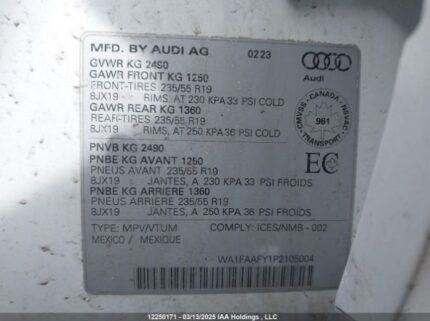 MFD. BY AUDI AG 02 23
GVWR KG 2490
GAWR FRONT KG 1250
FRONT-TIRES 235/55 R19
8JX19 RIMS, AT 230 KPA 33 PSI COLD
GAWR REAR KG 1360
REAR-TIRES 235/55 R19
8JX19 RIMS, AT 250 KPA 36 PSI COLD
PNVB KG 2490
PNBE KG AVANT 1250
PNEUS AVANT 235/55 R19
8JX19 JANTES, A 230 KPA 33 PSI FROIDS
PNBE KG ARRIERE 1360
PNEUS ARRIERE 235/55 R19
8JX19 JANTES, A 250 KPA 36 PSI FROIDS
TYPE: MPV/VTUM COMPLY: ICES/NMB - 002
MEXICO / MEXIQUE
WA1FAAFY1P2105004
Audi
CANADA
CMVSS NSVAC
961
TRANSPORT
EC
12250171 - 03/13/2025 IAA Holdings, LLC